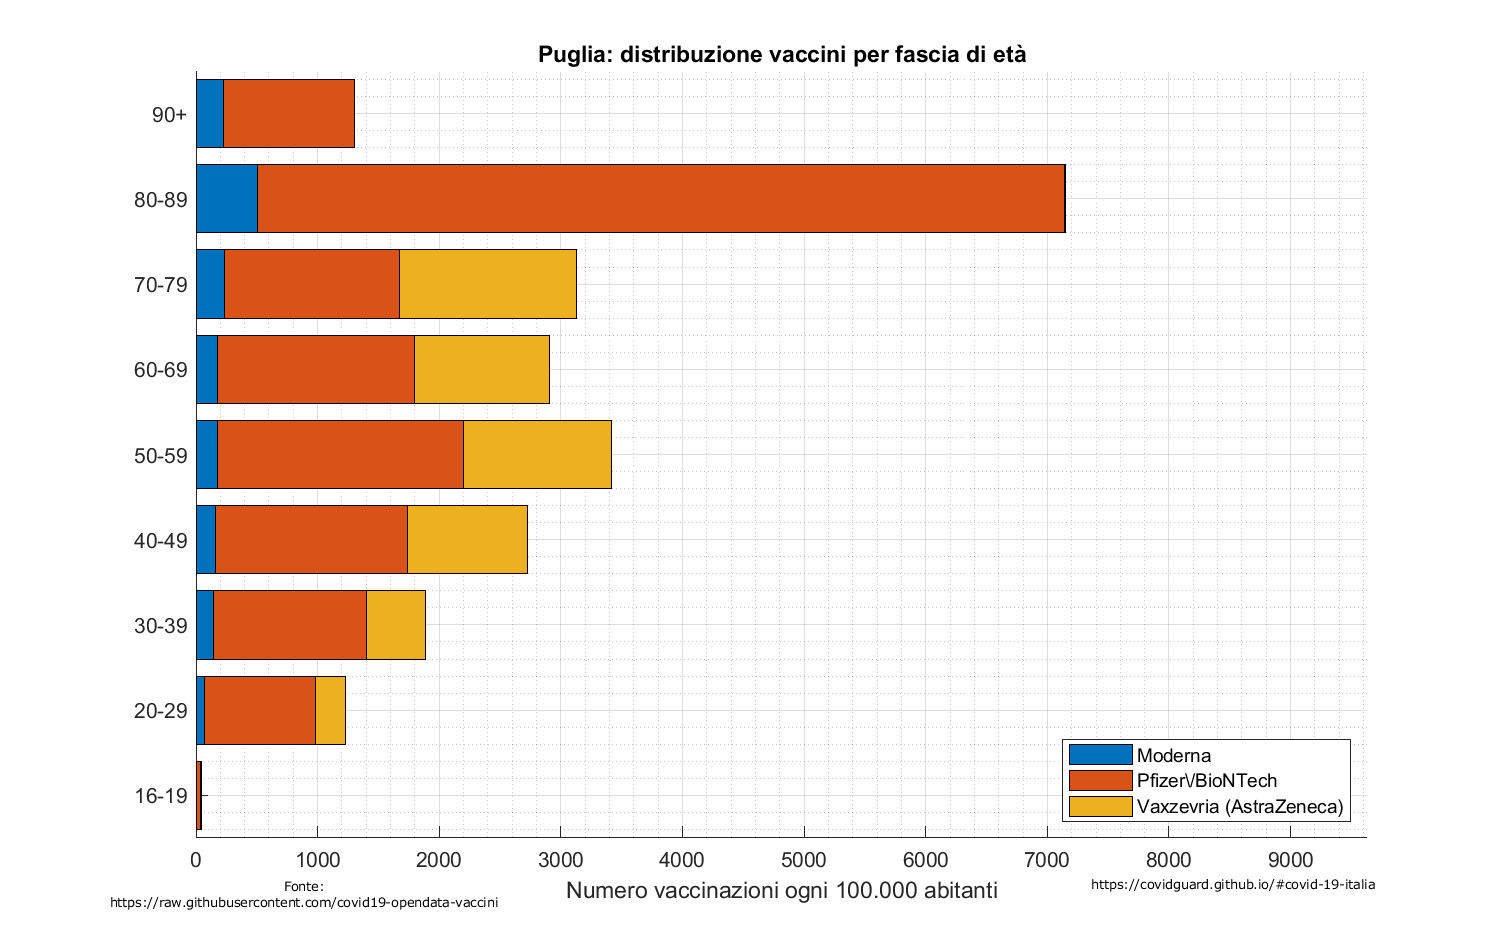 Puglia: distribuzione vaccini per fascia di età
90+
80-89
70-79
60-69
50-59
40-49
30-39
20-29
16-19
Moderna
Pfizer\/BioNTech
Vaxzevria (AstraZeneca)
0 1000 2000 3000 4000 5000 6000 7000 8000 9000
Numero vaccinazioni ogni 100.000 abitanti
Fonte:
https://raw.githubusercontent.com/covid19-opendata-vaccini
https://covidguard.github.io/#covid-19-italia